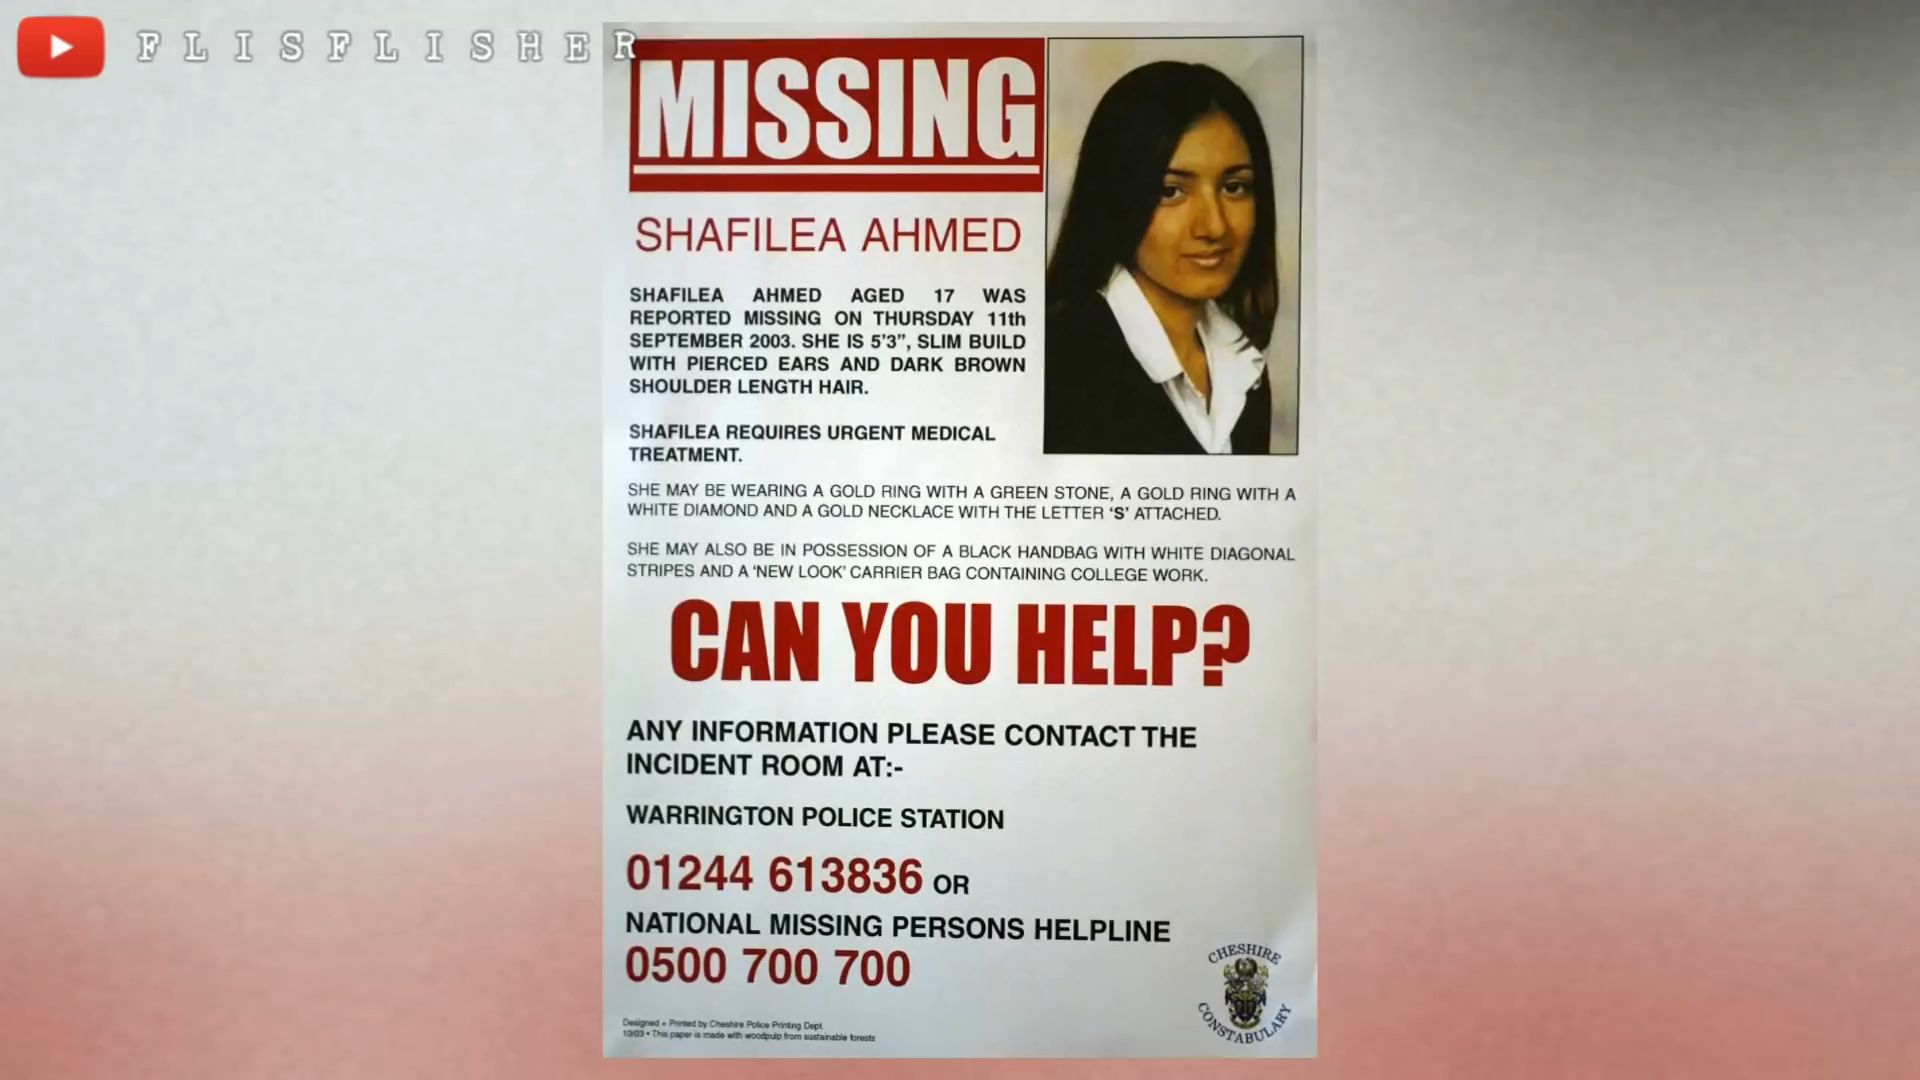 FLISFLISHER
MISSING
SHAFILEA AHMED
SHAFILEA AHMED AGED 17 WAS
REPORTED MISSING ON THURSDAY 11th
SEPTEMBER 2003. SHE IS 5'3”, SLIM BUILD
WITH PIERCED EARS AND DARK BROWN
SHOULDER LENGTH HAIR.
SHAFILEA REQUIRES URGENT MEDICAL
TREATMENT.
SHE MAY BE WEARING A GOLD RING WITH A GREEN STONE, A GOLD RING WITH A
WHITE DIAMOND AND A GOLD NECKLACE WITH THE LETTER ‘S’ ATTACHED.
SHE MAY ALSO BE IN POSSESSION OF A BLACK HANDBAG WITH WHITE DIAGONAL
STRIPES AND A ‘NEW LOOK’ CARRIER BAG CONTAINING COLLEGE WORK.
CAN YOU HELP?
ANY INFORMATION PLEASE CONTACT THE
INCIDENT ROOM AT:-
WARRINGTON POLICE STATION
01244 613836 OR
NATIONAL MISSING PERSONS HELPLINE
0500 700 700
CHESHIRE
CONSTABULARY
Designed + Printed by Cheshire Police Printing Dept
10/03 • This paper is made with woodpulp from sustainable forests